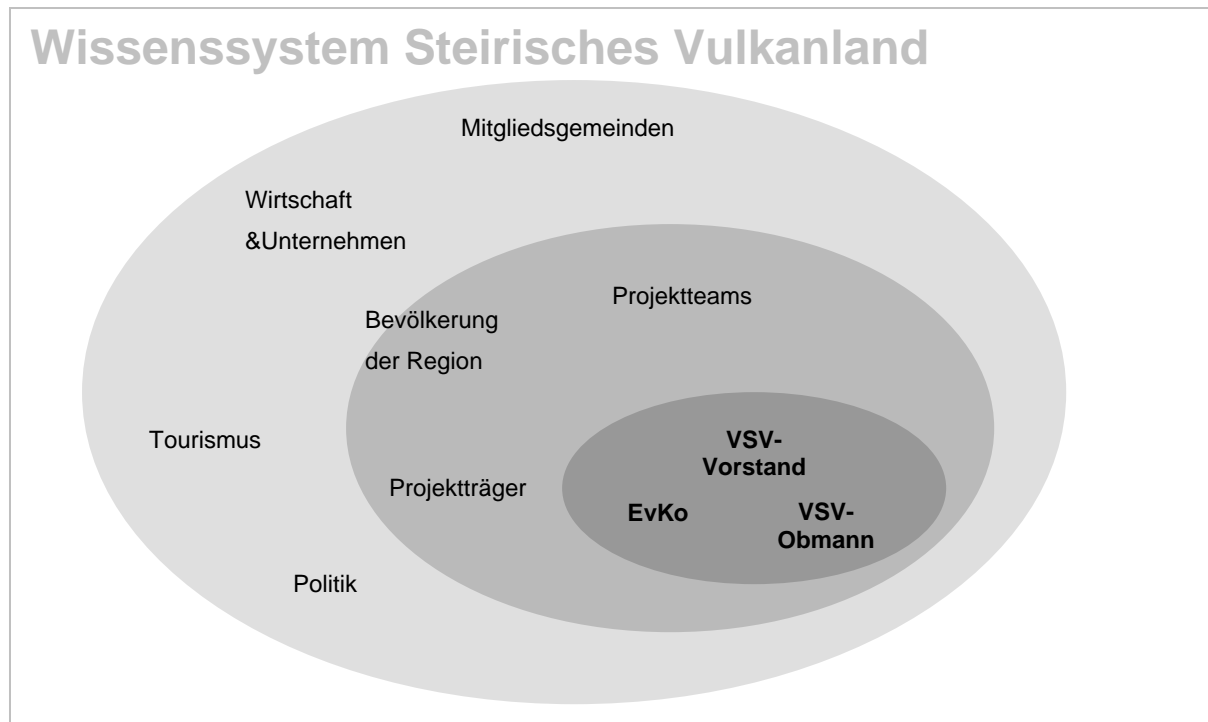 Wissenssystem Steirisches Vulkanland
Mitgliedsgemeinden
Wirtschaft
&Unternehmen
Projektteams
Bevölkerung
der Region
Tourismus
VSV-
Vorstand
Projektträger
EvKo
VSV-
Obmann
Politik